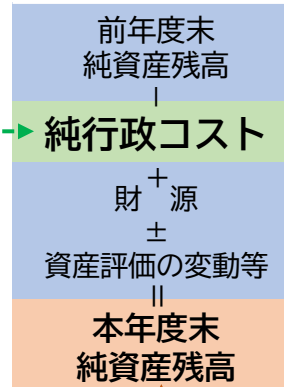 前年度末
純資産残高
－
純行政コスト
＋
財　源
±
資産評価の変動等
＝
本年度末
純資産残高